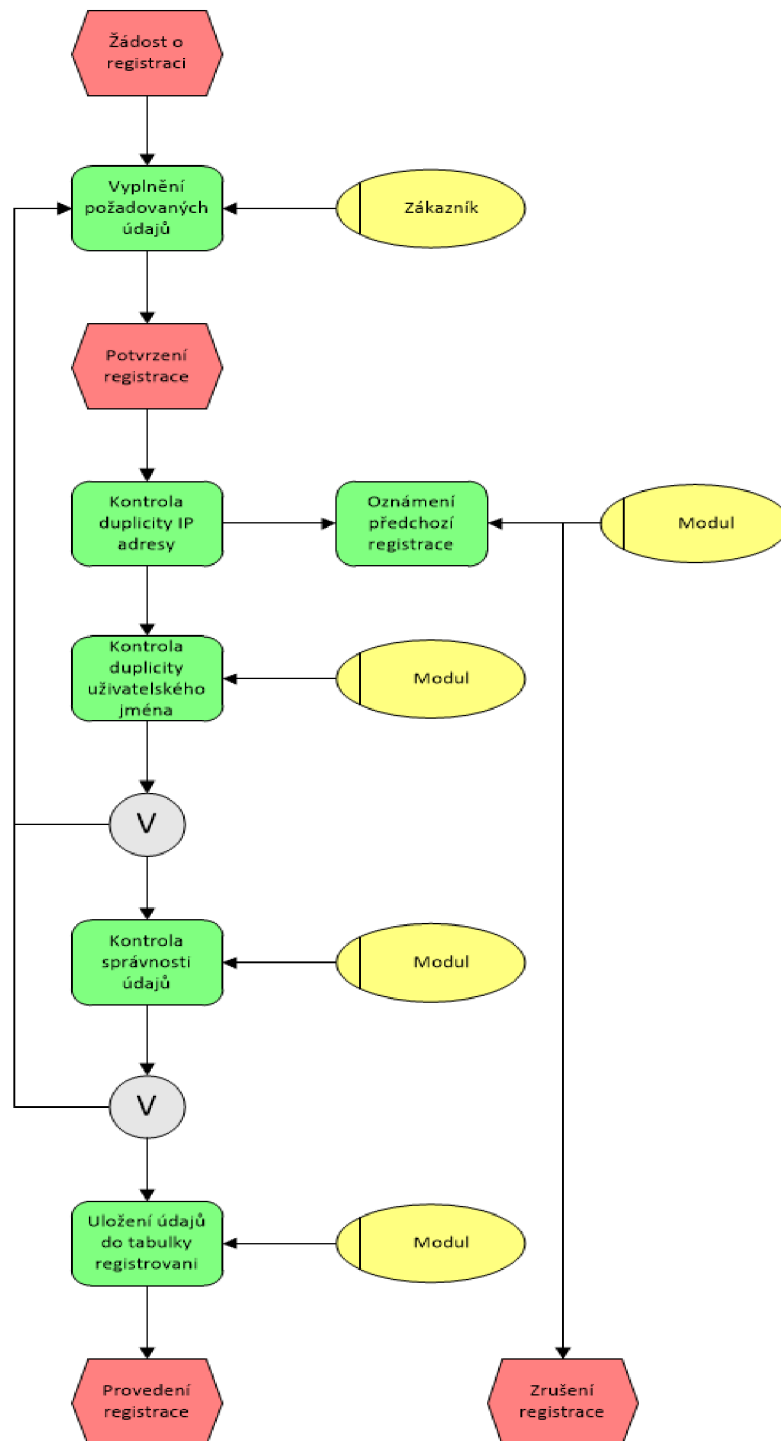 Žádost o
registraci
Vyplnění
požadovaných
údajů
Zákazník
Potvrzení
registrace
Kontrola
duplicity IP
adresy
Oznámení
předchozí
registrace
Modul
Kontrola
duplicity
uživatelského
jména
Modul
V
Kontrola
správnosti
údajů
Modul
V
Uložení údajů
do tabulky
registrovani
Modul
Provedení
registrace
Zrušení
registrace